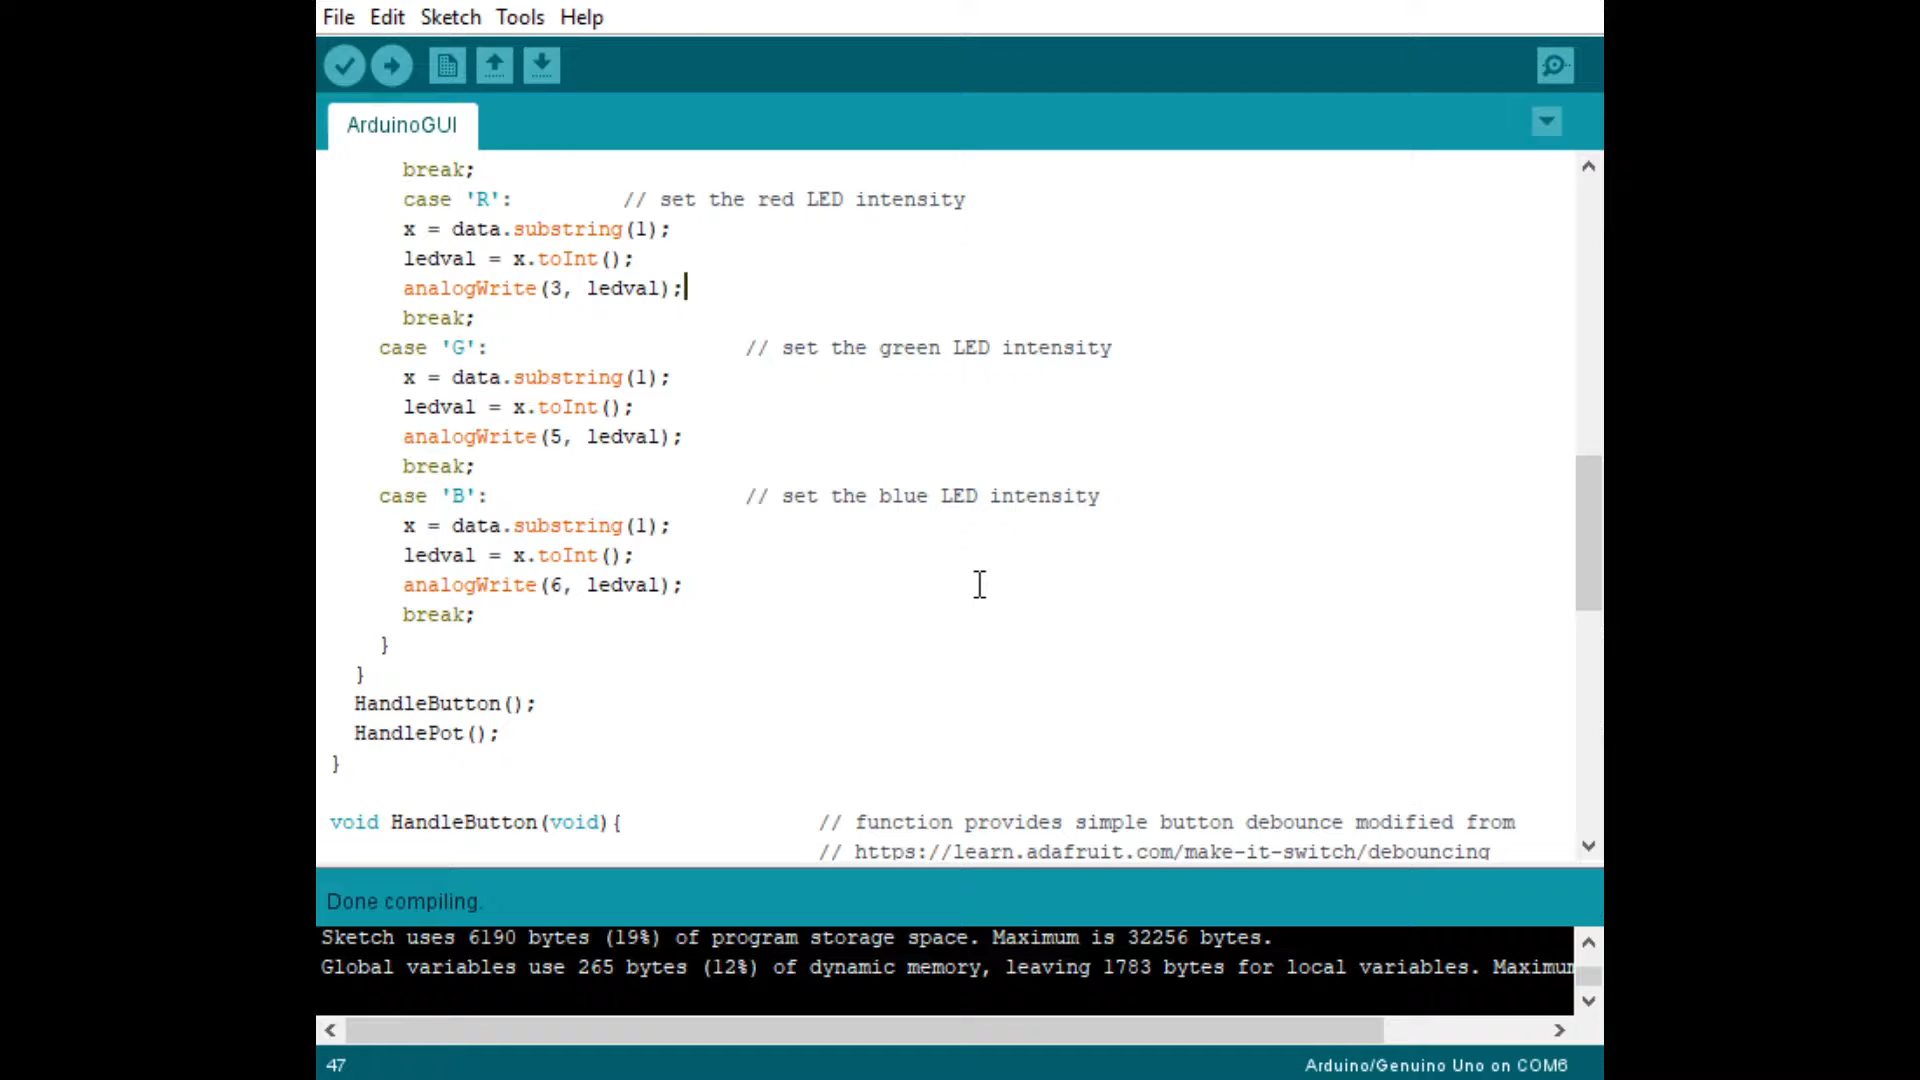 File Edit Sketch Tools Help
ArduinoGUI
break;
case 'R': // set the red LED intensity
x = data.substring(1);
ledval = x.toInt();
analogWrite(3, ledval);
break;
case 'G': // set the green LED intensity
x = data.substring(1);
ledval = x.toInt();
analogWrite(5, ledval);
break;
case 'B': // set the blue LED intensity
x = data.substring(1);
ledval = x.toInt();
analogWrite(6, ledval);
break;
}
}
HandleButton();
HandlePot();
}
void HandleButton(void){ // function provides simple button debounce modified from
// https://learn.adafruit.com/make-it-switch/debouncing
Done compiling.
Sketch uses 6190 bytes (19%) of program storage space. Maximum is 32256 bytes.
Global variables use 265 bytes (12%) of dynamic memory, leaving 1783 bytes for local variables. Maximum
47 Arduino/Genuino Uno on COM6